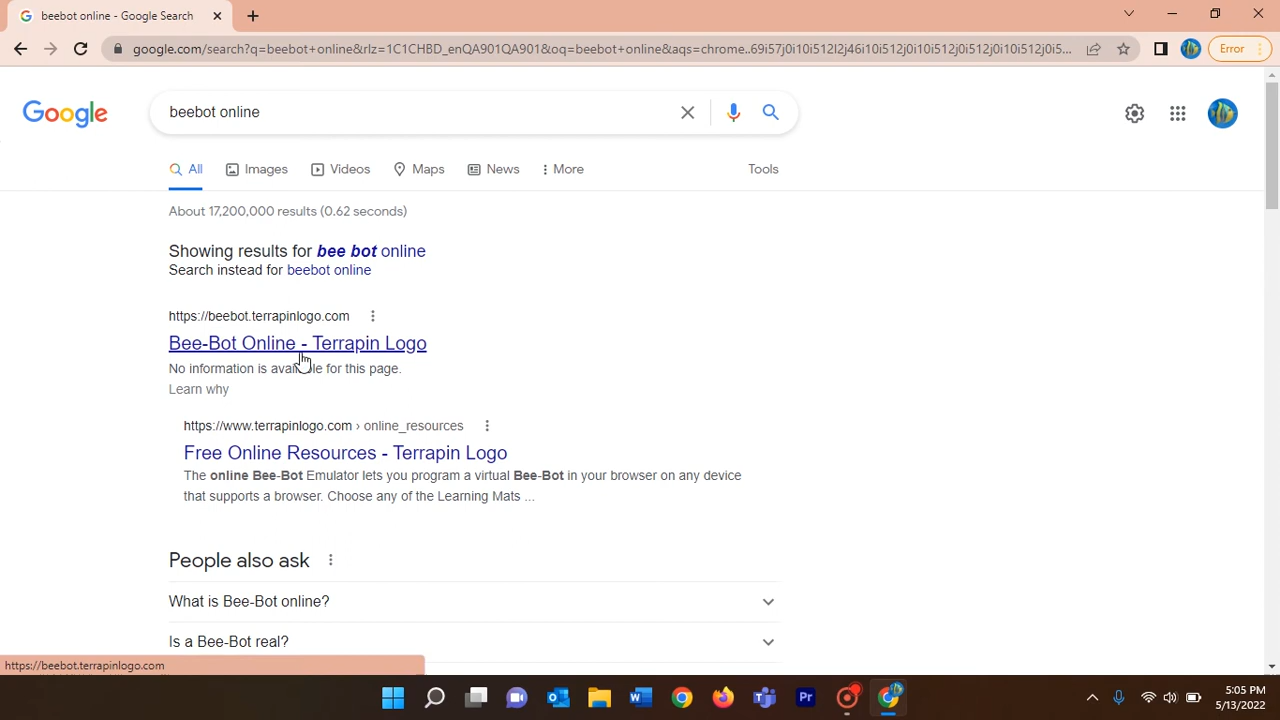 beebot online - Google Search
google.com/search?q=beebot+online&rlz=1C1CHBD_enQA901QA901&oq=beebot+online&aqs=chrome..69i57j0i10i512l2j46i10i512j0i10i512j0i512j0i10i512j0i5...
Error
Google
beebot online
All Images Videos Maps News More Tools
About 17,200,000 results (0.62 seconds)
Showing results for bee bot online
Search instead for beebot online
https://beebot.terrapinlogo.com
Bee-Bot Online - Terrapin Logo
No information is available for this page.
Learn why
https://www.terrapinlogo.com › online_resources
Free Online Resources - Terrapin Logo
The online Bee-Bot Emulator lets you program a virtual Bee-Bot in your browser on any device
that supports a browser. Choose any of the Learning Mats ...
People also ask
What is Bee-Bot online?
Is a Bee-Bot real?
https://beebot.terrapinlogo.com
W
Pr
5:05 PM
5/13/2022